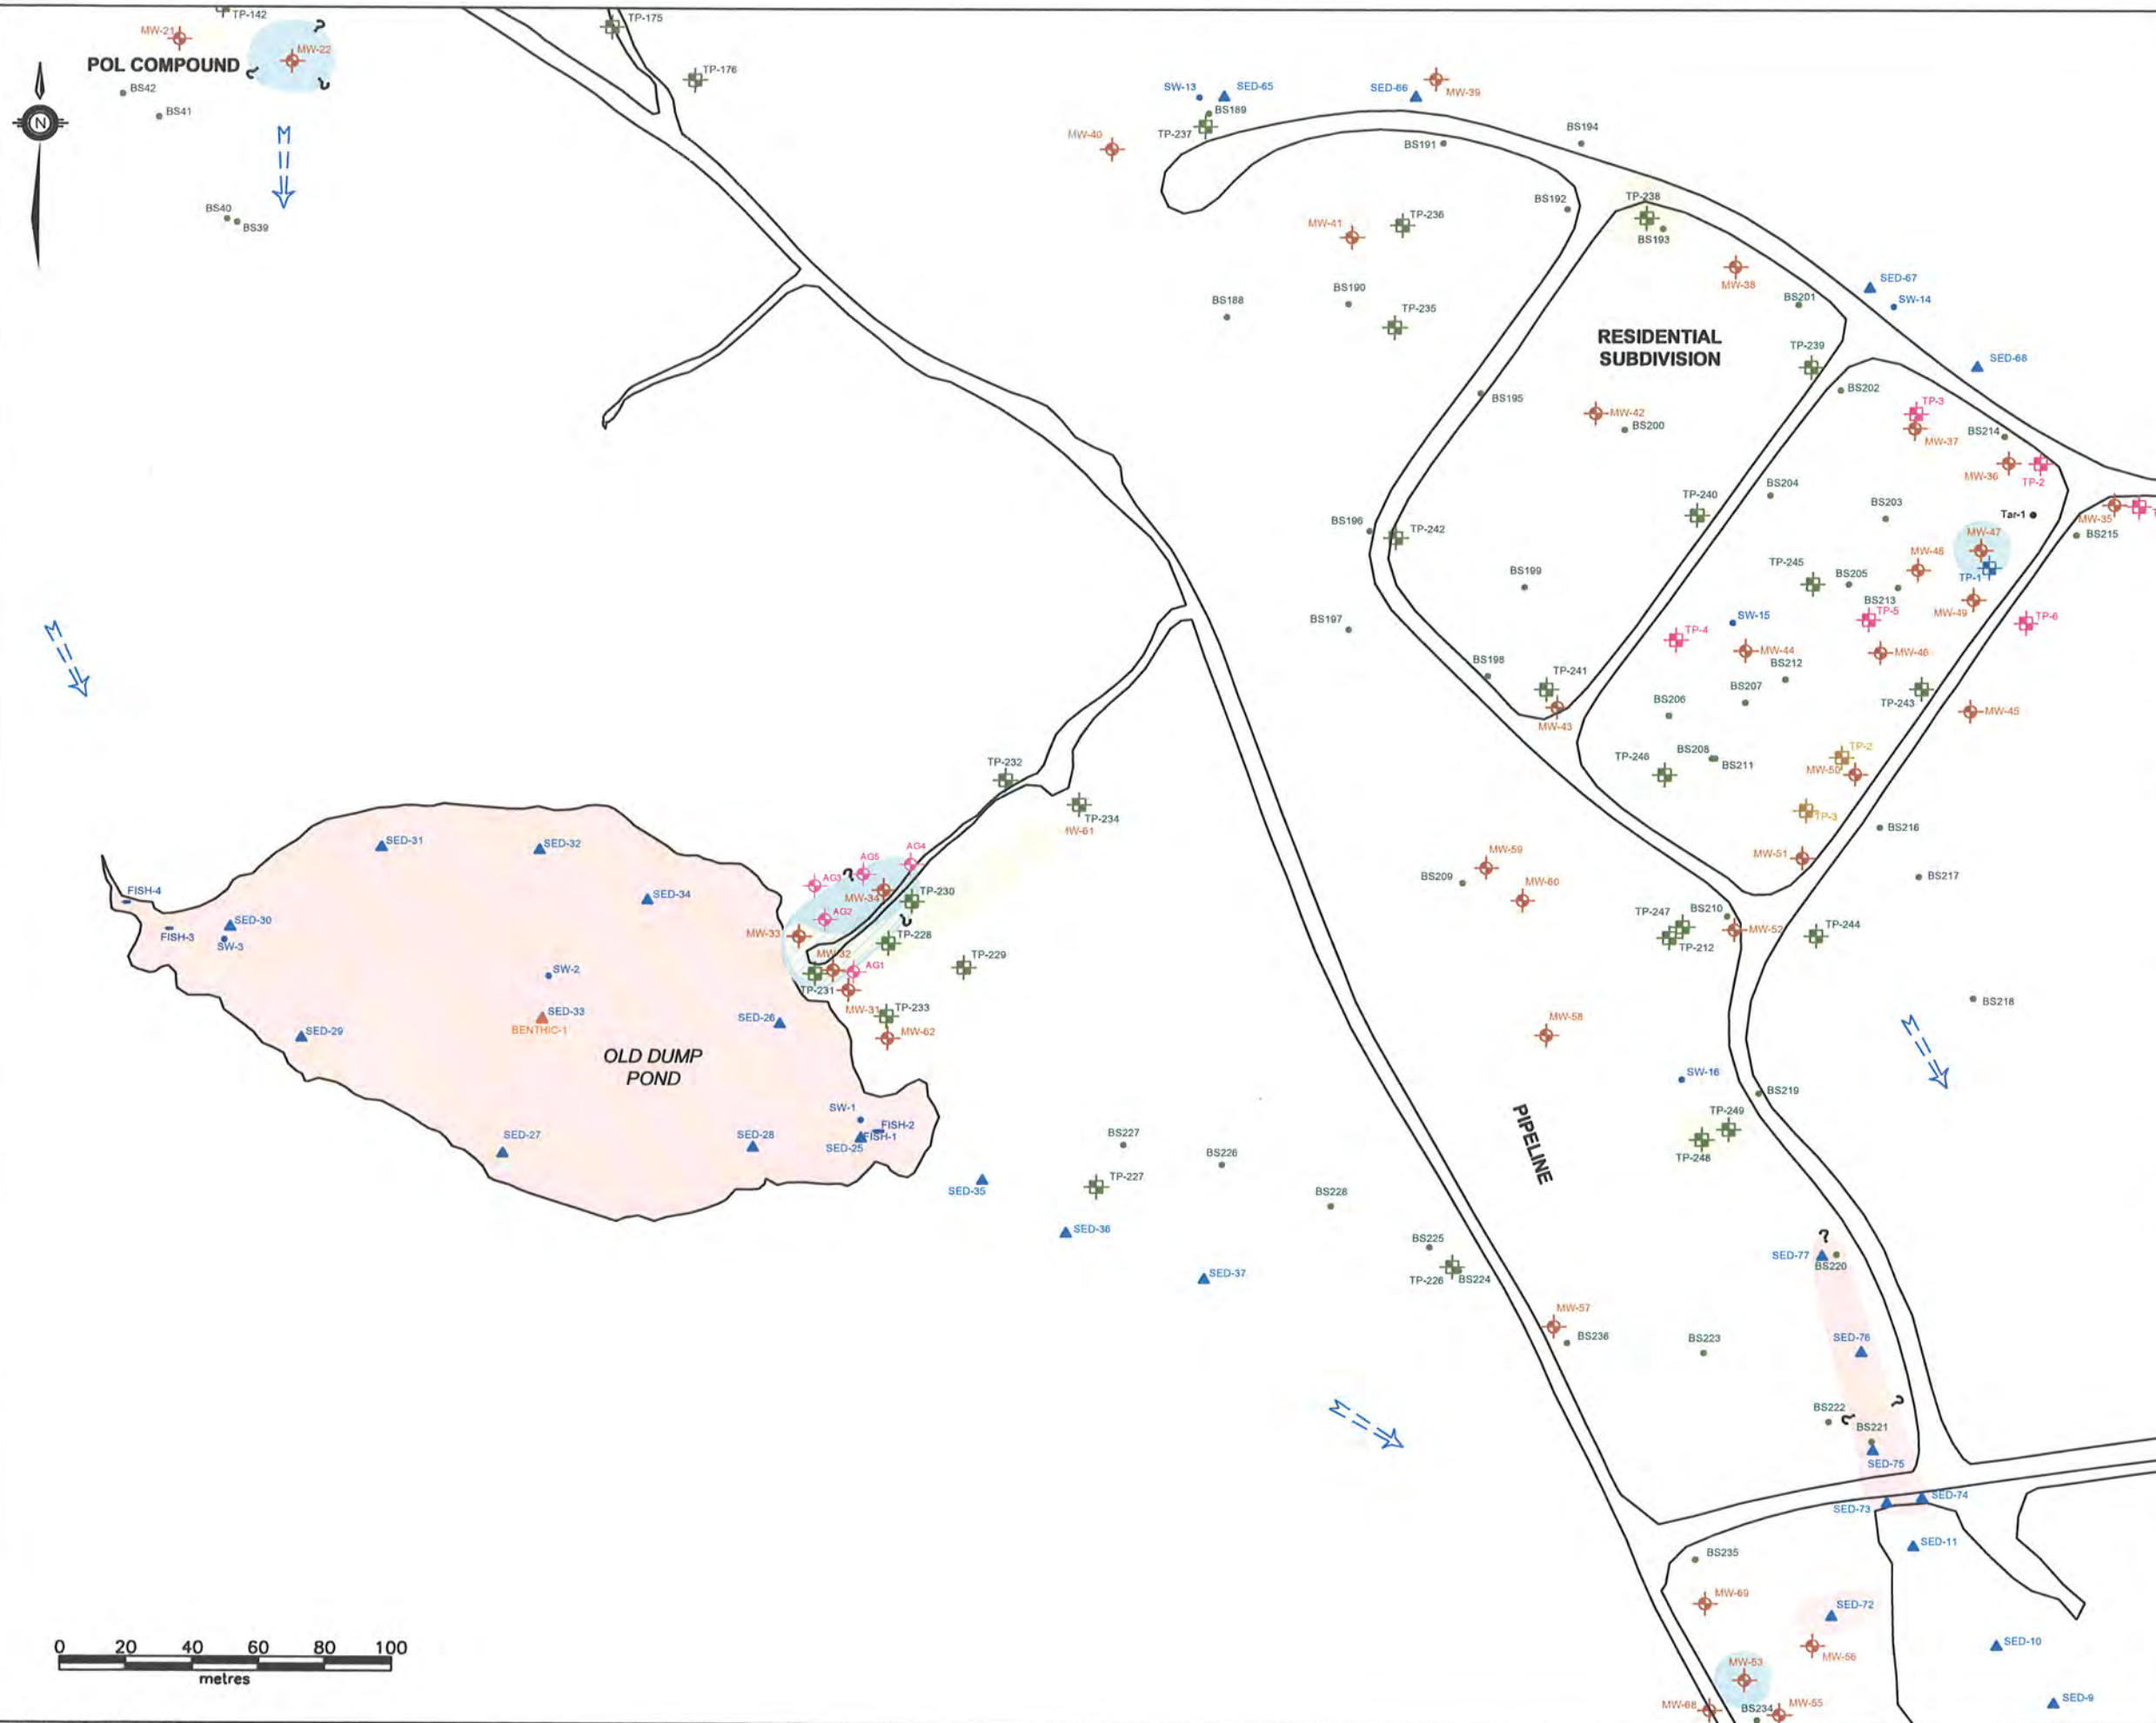 TP-142
MW-21
MW-22
?
?
?
POL COMPOUND
BS42
BS41
N
BS40
BS39
TP-175
TP-176
SW-13
SED-65
BS189
TP-237
MW-40
SED-66
MW-39
BS191
BS194
BS192
TP-238
BS193
MW-41
TP-236
MW-38
BS188
BS190
TP-235
BS201
SED-67
SW-14
RESIDENTIAL
SUBDIVISION
TP-239
SED-68
BS202
BS195
MW-42
BS200
TP-3
MW-37
BS214
MW-36
TP-2
BS204
TP-240
BS203
Tar-1
MW-35
BS215
BS196
TP-242
MW-47
MW-48
TP-1
TP-245
BS205
BS213
MW-49
BS199
TP-5
TP-6
BS197
SW-15
TP-4
MW-44
MW-46
BS212
BS198
TP-241
BS207
BS206
TP-243
MW-45
MW-43
TP-246
BS208
BS211
TP-2
MW-50
TP-3
BS216
MW-51
BS217
TP-232
TP-234
MW-61
AG4
AG5
AG3
?
MW-34
TP-230
AG2
?
MW-33
TP-228
MW-32
AG1
TP-229
TP-231
MW-31
TP-233
MW-62
SED-31
SED-32
SED-34
FISH-4
FISH-3
SED-30
SW-3
SW-2
SED-33
BENTHIC-1
SED-29
SED-26
OLD DUMP
POND
SED-27
SED-28
SW-1
FISH-2
FISH-1
SED-25
MW-59
BS209
MW-60
TP-247
BS210
MW-52
TP-212
TP-244
BS218
MW-58
SW-16
BS219
PIPELINE
TP-249
TP-248
BS227
BS226
TP-227
SED-35
SED-36
SED-37
BS228
BS225
TP-226
BS224
?
SED-77
BS220
MW-57
BS236
BS223
SED-76
?
BS222
?
BS221
SED-75
SED-73
SED-74
SED-11
BS235
MW-69
SED-72
MW-56
SED-10
MW-53
MW-68
BS234
MW-55
SED-9
0 20 40 60 80 100
metres